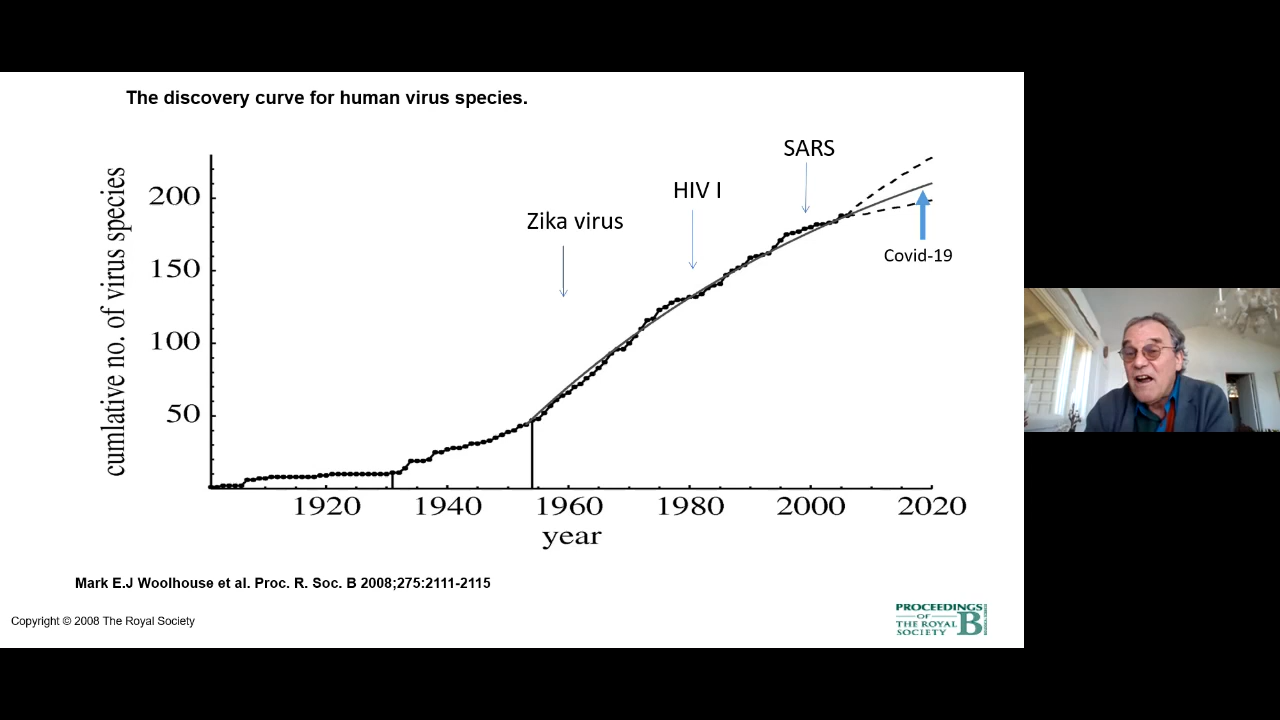 The discovery curve for human virus species.
SARS
HIV I
Zika virus
Covid-19
cumlative no. of virus species
200
150
100
50
1920 1940 1960 1980 2000 2020
year
Mark E.J Woolhouse et al. Proc. R. Soc. B 2008;275:2111-2115
Copyright © 2008 The Royal Society
PROCEEDINGS
OF
THE ROYAL
SOCIETY
B